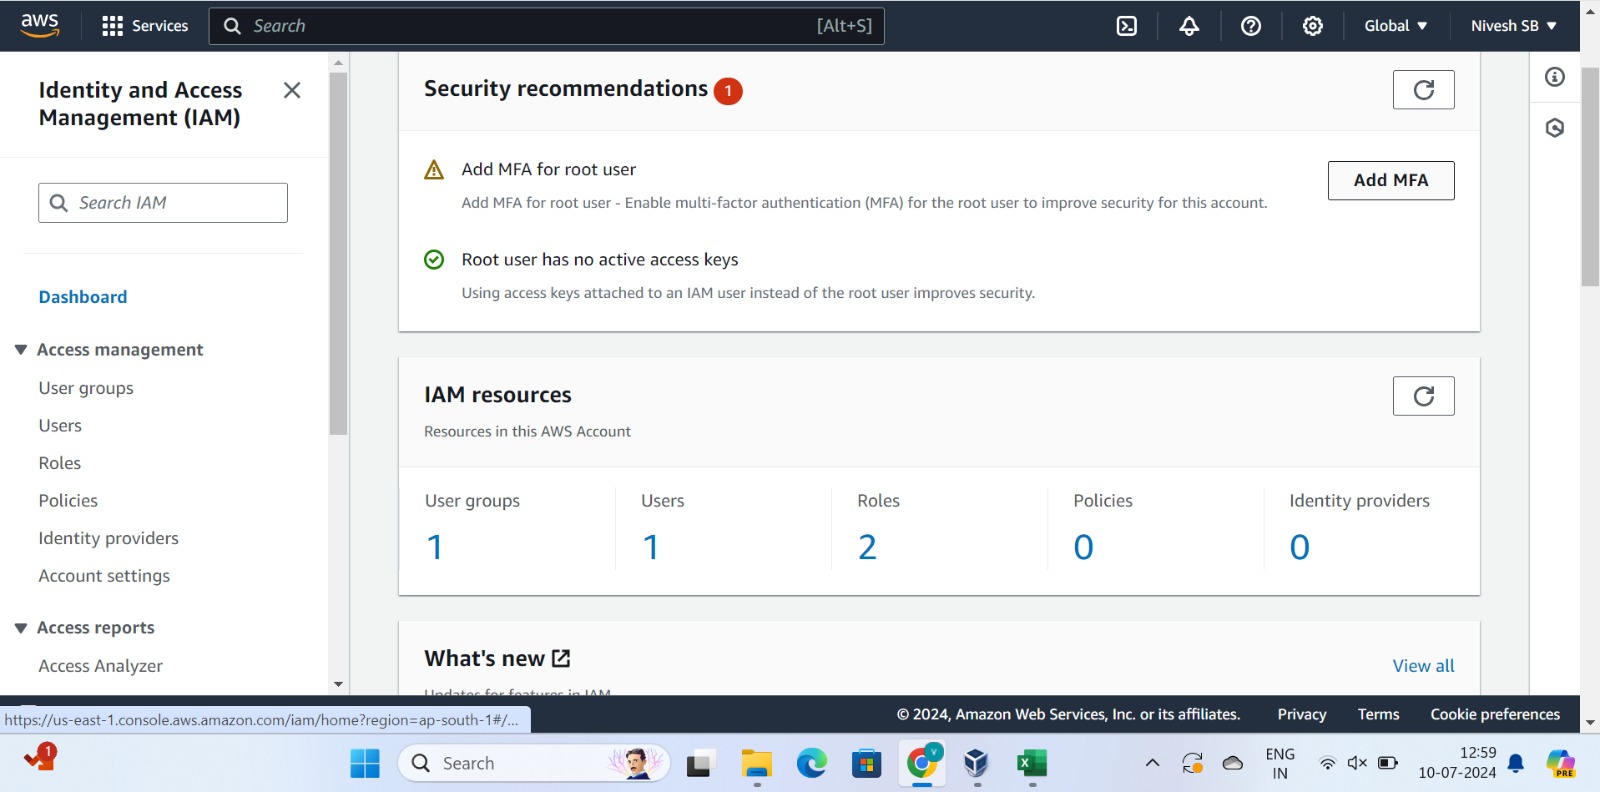 aws
Services
Search
[Alt+S]
Global
Nivesh SB
Identity and Access
Management (IAM)
Search IAM
Dashboard
Access management
User groups
Users
Roles
Policies
Identity providers
Account settings
Access reports
Access Analyzer
Security recommendations 1
Add MFA for root user
Add MFA for root user - Enable multi-factor authentication (MFA) for the root user to improve security for this account.
Add MFA
Root user has no active access keys
Using access keys attached to an IAM user instead of the root user improves security.
IAM resources
Resources in this AWS Account
User groups
1
Users
1
Roles
2
Policies
0
Identity providers
0
What's new
View all
Updates for features in IAM
https://us-east-1.console.aws.amazon.com/iam/home?region=ap-south-1#/...
© 2024, Amazon Web Services, Inc. or its affiliates.
Privacy
Terms
Cookie preferences
1
Search
V
X
ENG
IN
12:59
10-07-2024
PRE